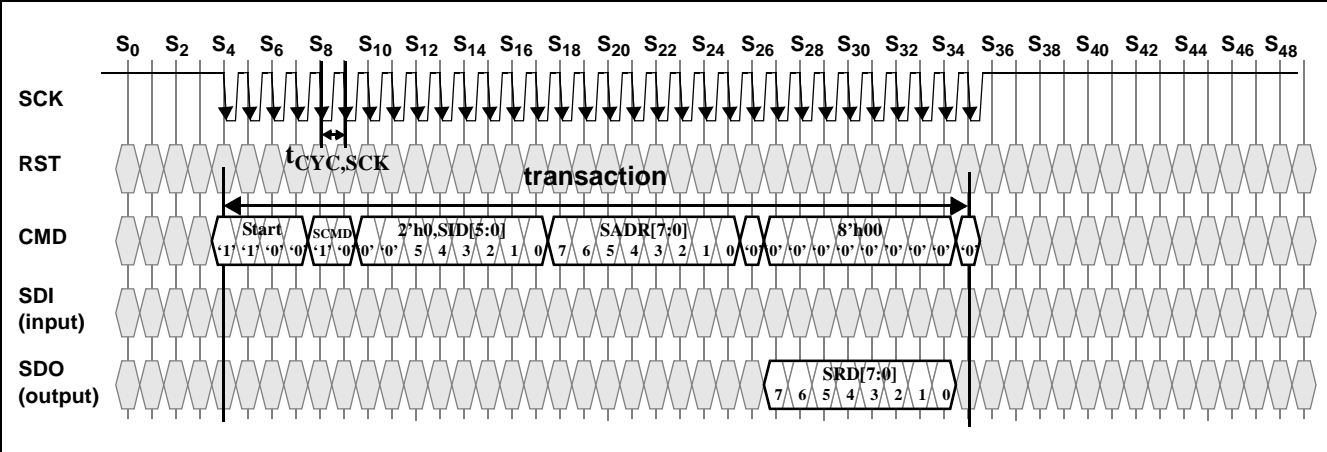 S0 S2 S4 S6 S8 S10 S12 S14 S16 S18 S20 S22 S24 S26 S28 S30 S32 S34 S36 S38 S40 S42 S44 S46 S48
SCK
RST
tCYC,SCK
transaction
CMD
Start SCMD 2’h0,SID[5:0] SADR[7:0] 8’h00
‘1’ ‘1’ ‘0’ ‘0’ ‘1’ ‘0’ ‘0’ ‘0’ 5 4 3 2 1 0 7 6 5 4 3 2 1 0 ‘0’ ‘0’ ‘0’ ‘0’ ‘0’ ‘0’ ‘0’ ‘0’ ‘0’ ‘0’
SDI
(input)
SDO
(output)
SRD[7:0]
7 6 5 4 3 2 1 0